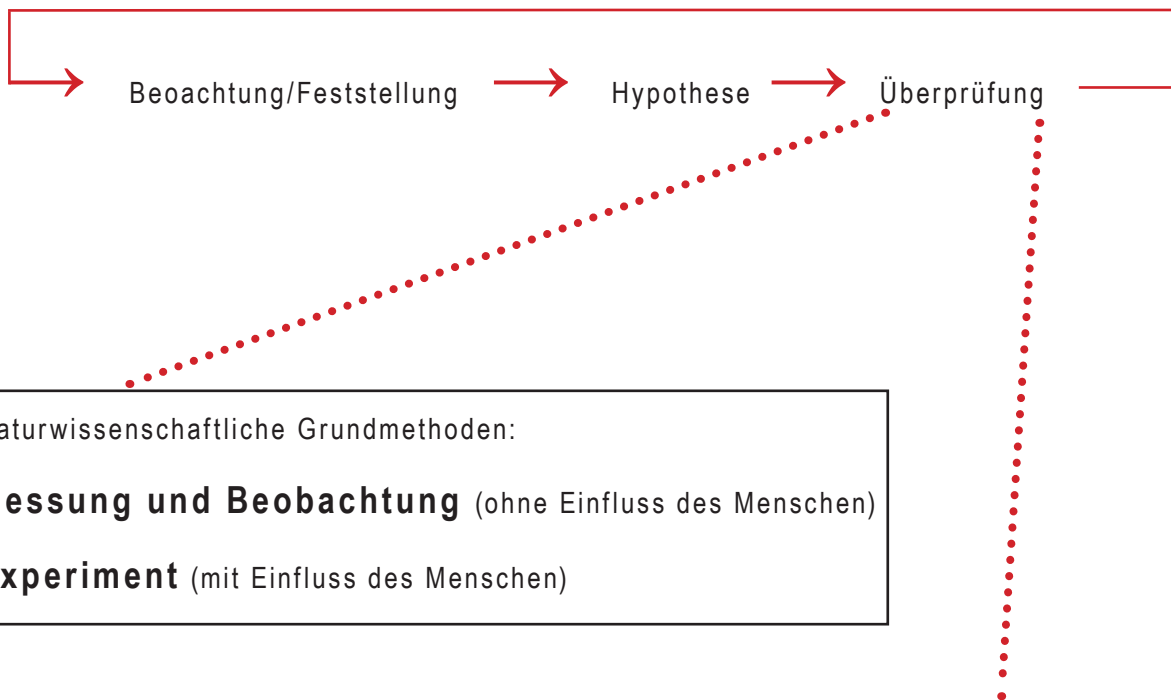 Beoachtung/Feststellung Hypothese Überprüfung
aturwissenschaftliche Grundmethoden:
essung und Beobachtung (ohne Einfluss des Menschen)
xperiment (mit Einfluss des Menschen)